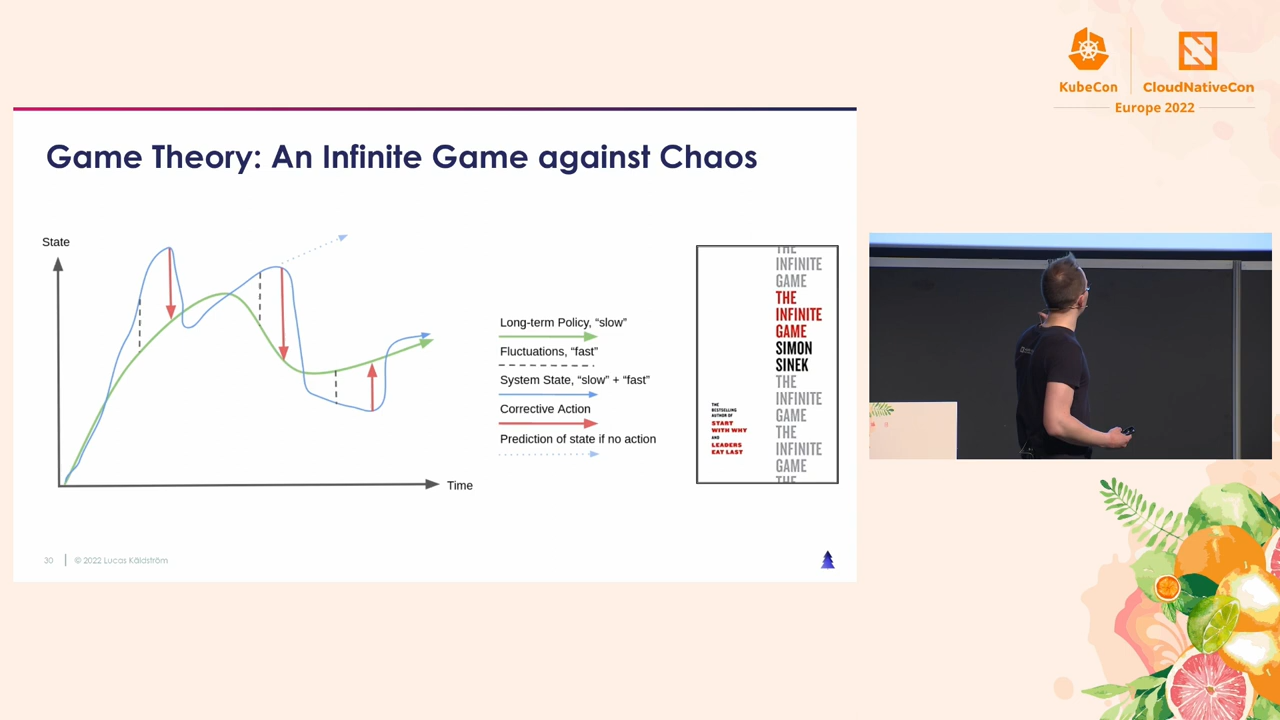 KubeCon
CloudNativeCon
Europe 2022
Game Theory: An Infinite Game against Chaos
State
Time
Long-term Policy, “slow”
Fluctuations, “fast”
System State, “slow” + “fast”
Corrective Action
Prediction of state if no action
THE
INFINITE
GAME
THE
INFINITE
GAME
SIMON
SINEK
THE
INFINITE
GAME
THE
INFINITE
GAME
THE
THE
BESTSELLING
AUTHOR OF
START
WITH WHY
AND
LEADERS
EAT LAST
30
© 2022 Lucas Käldström